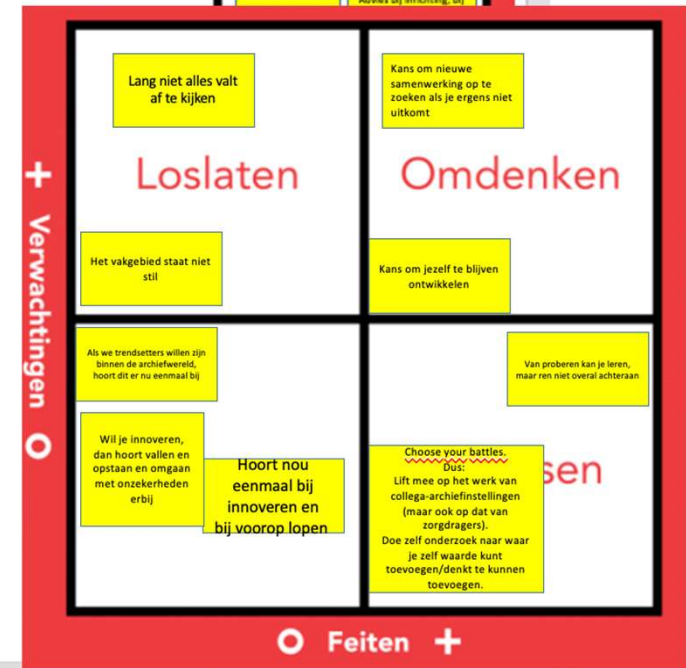 Advies bij inrichting, bij
Lang niet alles valt
af te kijken
Kans om nieuwe
samenwerking op te
zoeken als je ergens niet
uitkomt
Loslaten
Omdenken
+ Verwachtingen O
Het vakgebied staat niet
stil
Kans om jezelf te blijven
ontwikkelen
Als we trendsetters willen zijn
binnen de archiefwereld,
hoort dit er nu eenmaal bij
Van proberen kan je leren,
maar ren niet overal achteraan
Wil je innoveren,
dan hoort vallen en
opstaan en omgaan
met onzekerheden
erbij
Hoort nou
eenmaal bij
innoveren en
bij voorop lopen
Choose your battles.
Dus:
Lift mee op het werk van
collega-archiefinstellingen
(maar ook op dat van
zorgdragers).
Doe zelf onderzoek naar waar
je zelf waarde kunt
toevoegen/denkt te kunnen
toevoegen.
sen
O Feiten +